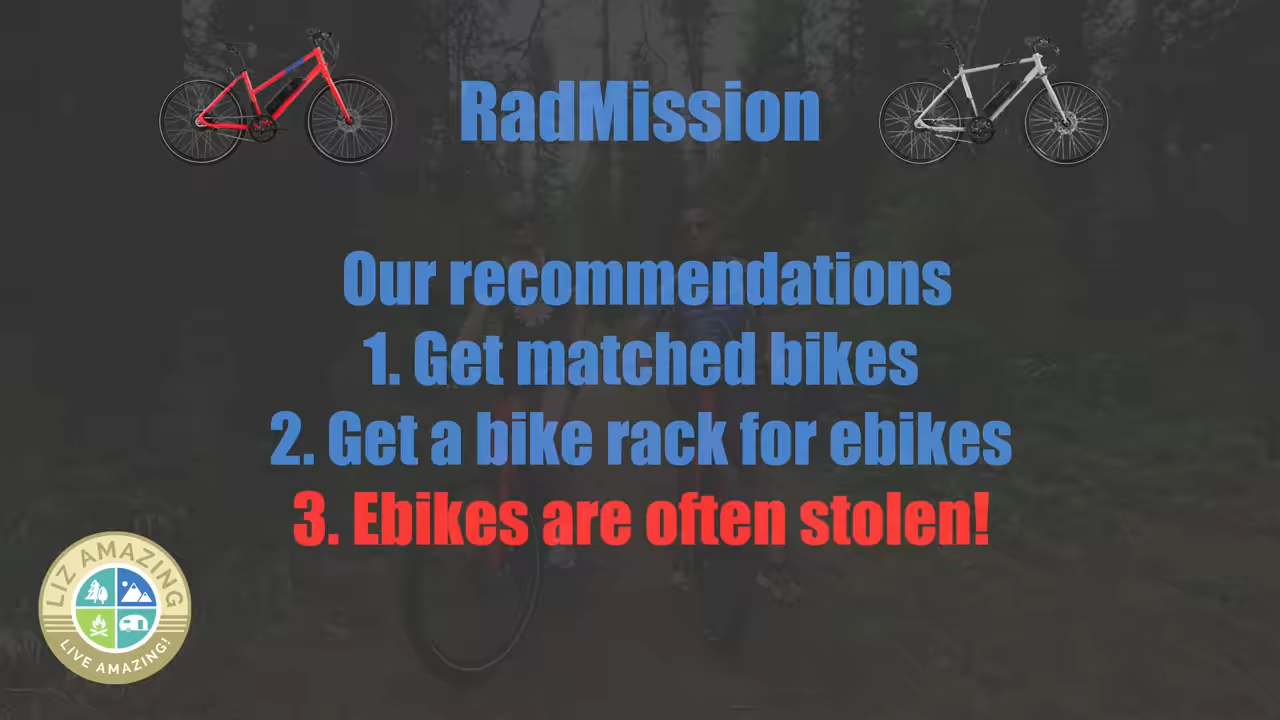 RadMission
Our recommendations
1. Get matched bikes
2. Get a bike rack for ebikes
3. Ebikes are often stolen!
LIZ AMAZING
LIVE AMAZING!